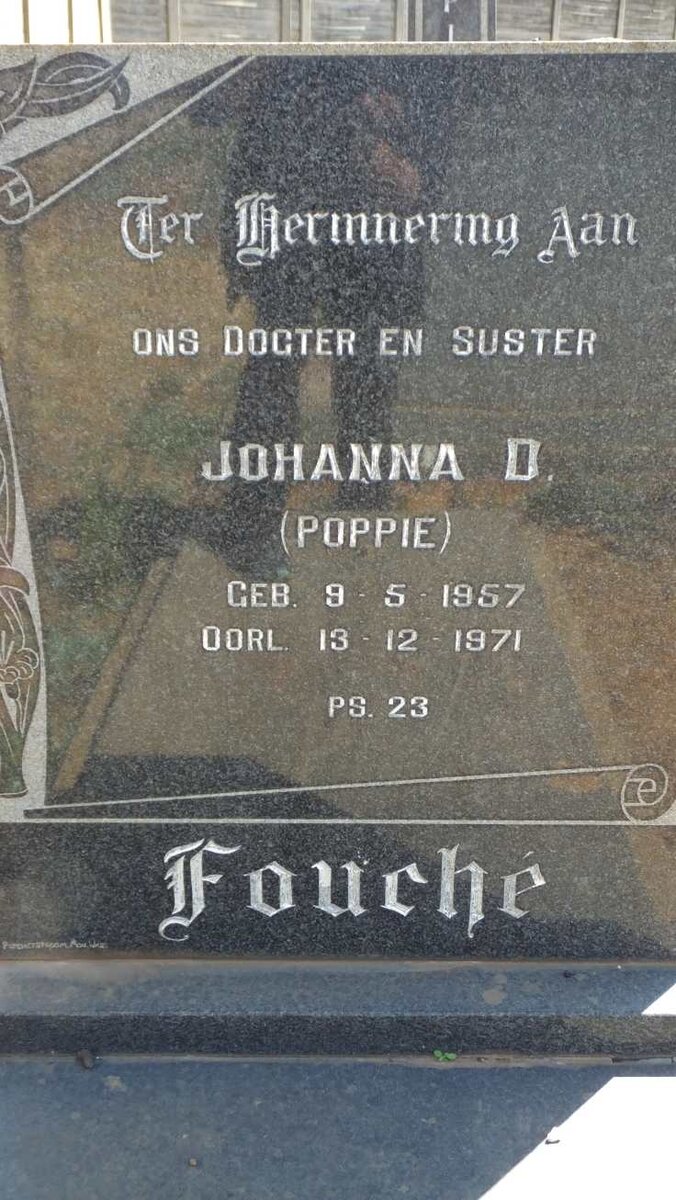 Ter Herinnering Aan
ONS DOGTER EN SUSTER
JOHANNA D.
(POPPIE)
GEB. 9 - 5 - 1957
OORL. 13 - 12 - 1971
PS. 23
Fouché